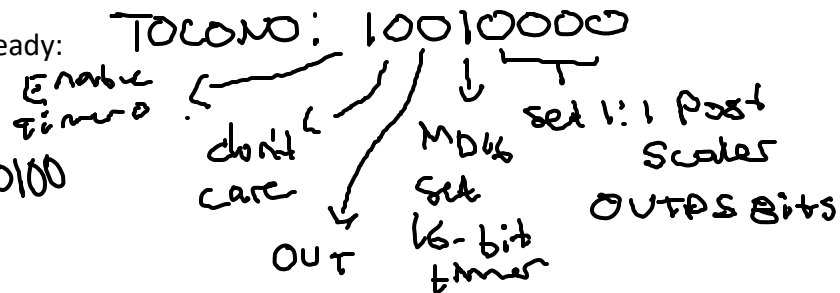 eady:
T0CON0: 10010000
Enable
timer0
0100
don't
care
OUT
MD16
set
16-bit
timer
set 1:1 Post
Scaler
OUTPS Bits